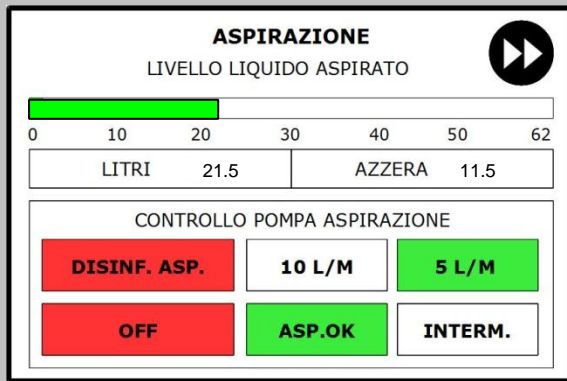 ASPIRAZIONE
LIVELLO LIQUIDO ASPIRATO
0 10 20 30 40 50 62
LITRI 21.5 AZZERA 11.5
CONTROLLO POMPA ASPIRAZIONE
DISINF. ASP. 10 L/M 5 L/M
OFF ASP.OK INTERM.